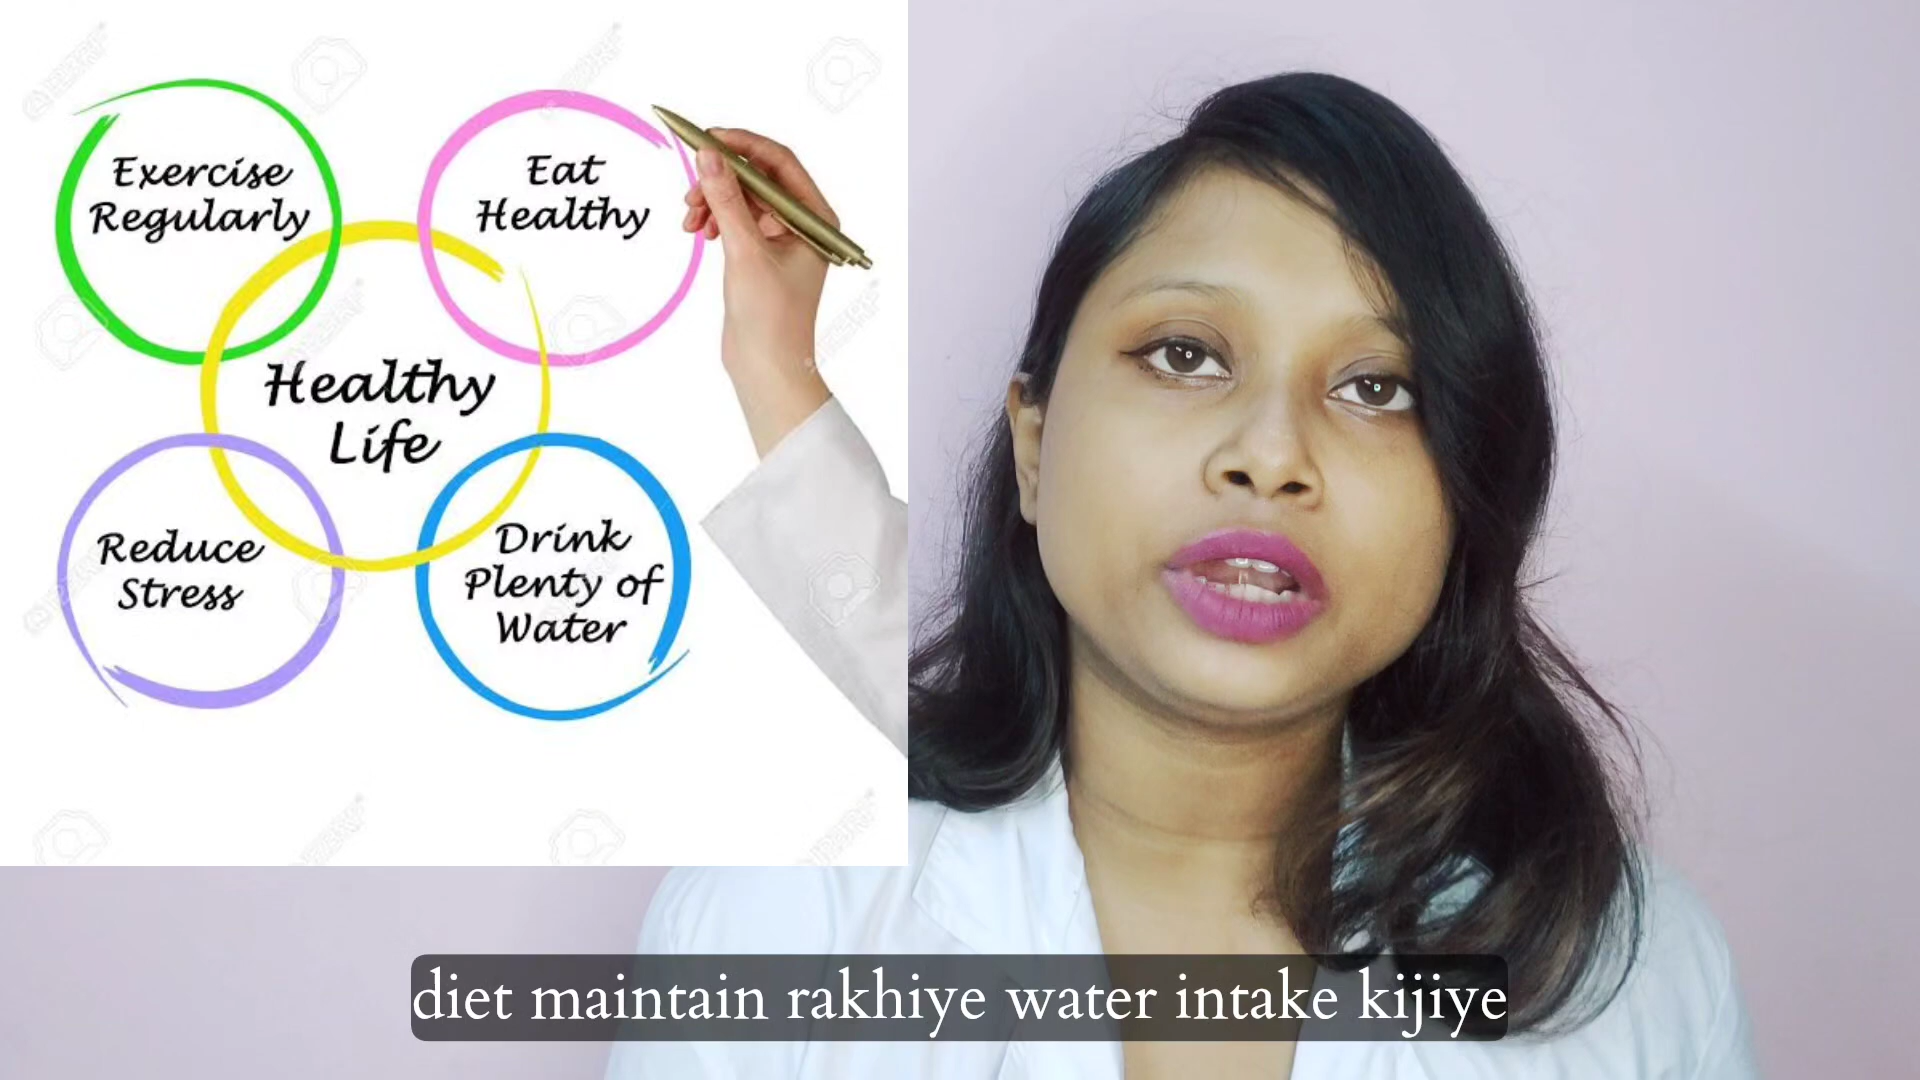 Exercise
Regularly
Eat
Healthy
Healthy
Life
Reduce
Stress
Drink
Plenty of
Water
diet maintain rakhiye water intake kijiye